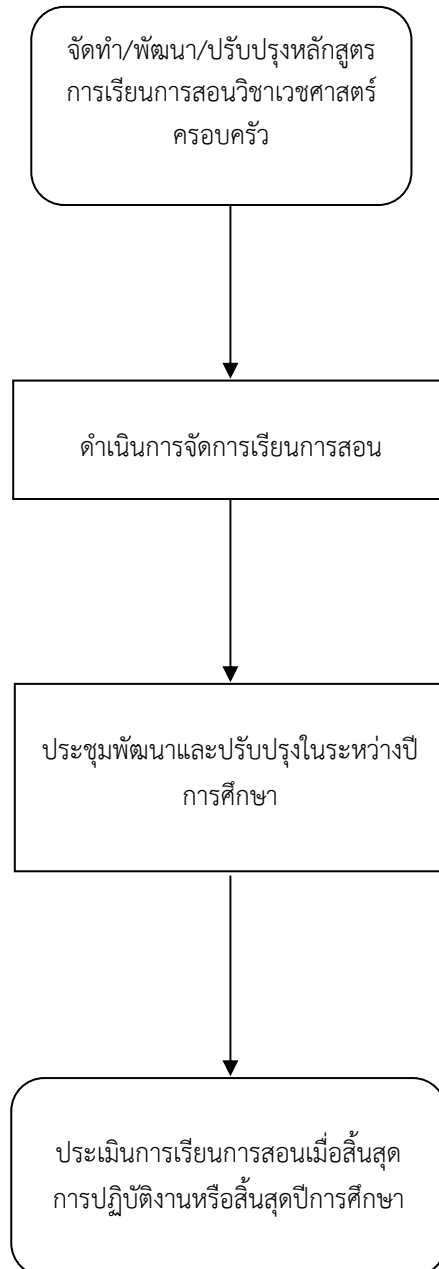 จัดทำ/พัฒนา/ปรับปรุงหลักสูตร
การเรียนการสอนวิชาเวชศาสตร์
ครอบครัว
ดำเนินการจัดการเรียนการสอน
ประชุมพัฒนาและปรับปรุงในระหว่างปี
การศึกษา
ประเมินการเรียนการสอนเมื่อสิ้นสุด
การปฏิบัติงานหรือสิ้นสุดปีการศึกษา